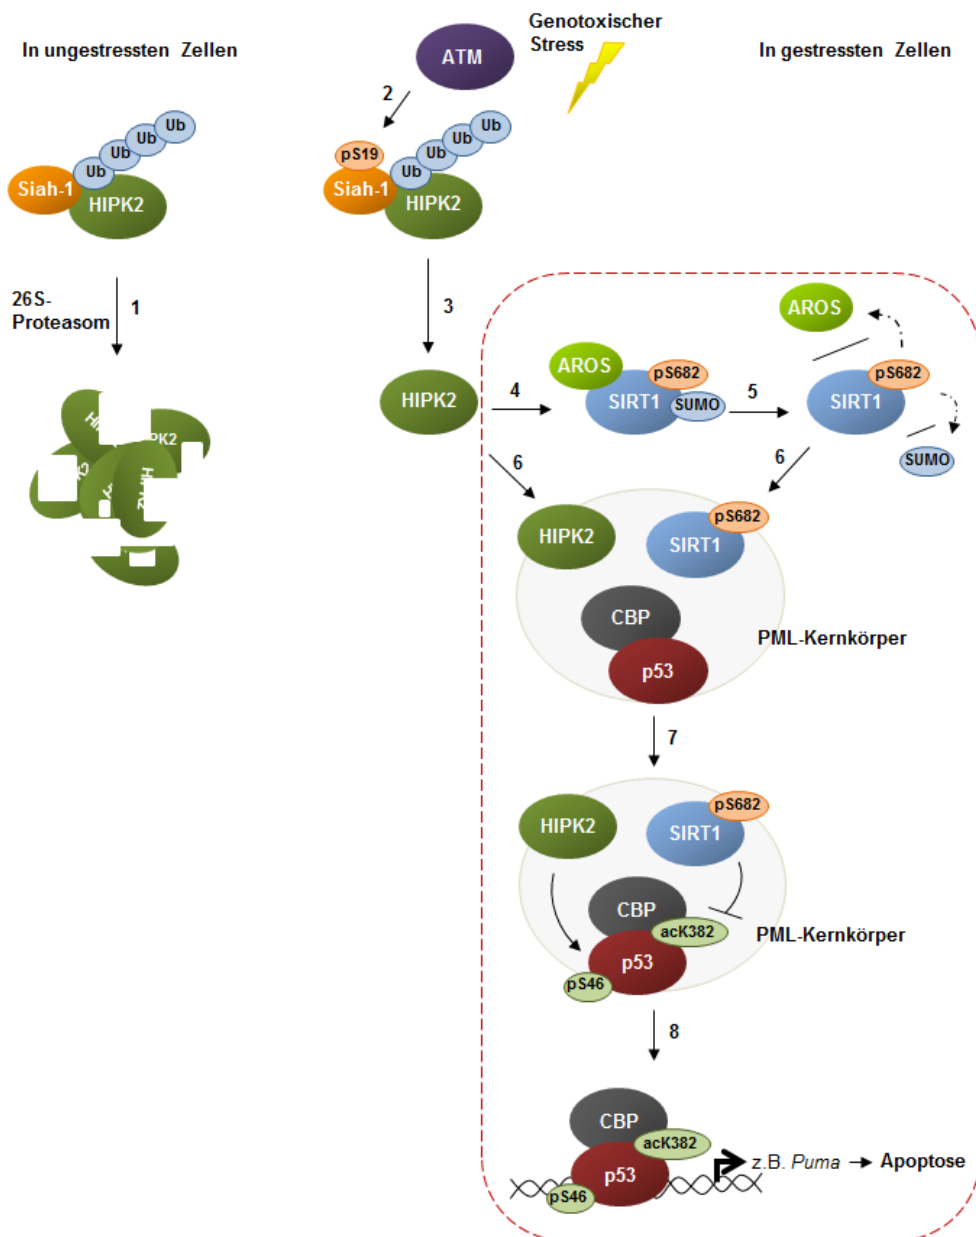 In ungestressten Zellen
Genotoxischer
Stress
In gestressten Zellen
ATM
2
Ub
Ub
Ub
Ub
Siah-1
HIPK2
pS19
Ub
Ub
Ub
Ub
Siah-1
HIPK2
26S-
Proteasom
1
3
HIPK2
4
AROS
pS682
SIRT1
SUMO
5
AROS
pS682
SIRT1
SUMO
6
6
HIPK2
pS682
SIRT1
CBP
p53
PML-Kernkörper
7
HIPK2
pS682
SIRT1
CBP
acK382
p53
pS46
PML-Kernkörper
8
CBP
acK382
p53
pS46
z.B. Puma
Apoptose